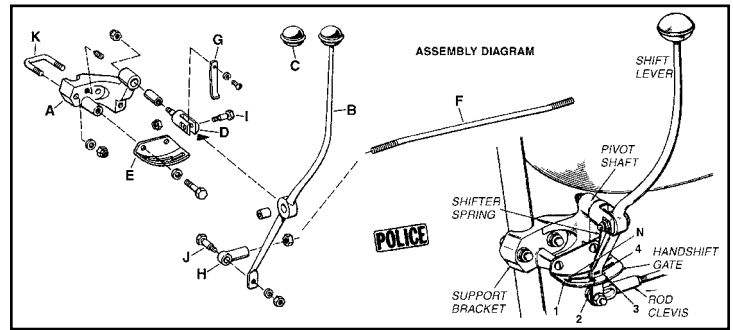 K
G
A
C
ASSEMBLY DIAGRAM
SHIFT
LEVER
I
B
D
F
E
PIVOT
SHAFT
SHIFTER
SPRING
N
4
POLICE
J
H
HANDSHIFT
GATE
SUPPORT
BRACKET
1
2
3
ROD
CLEVIS